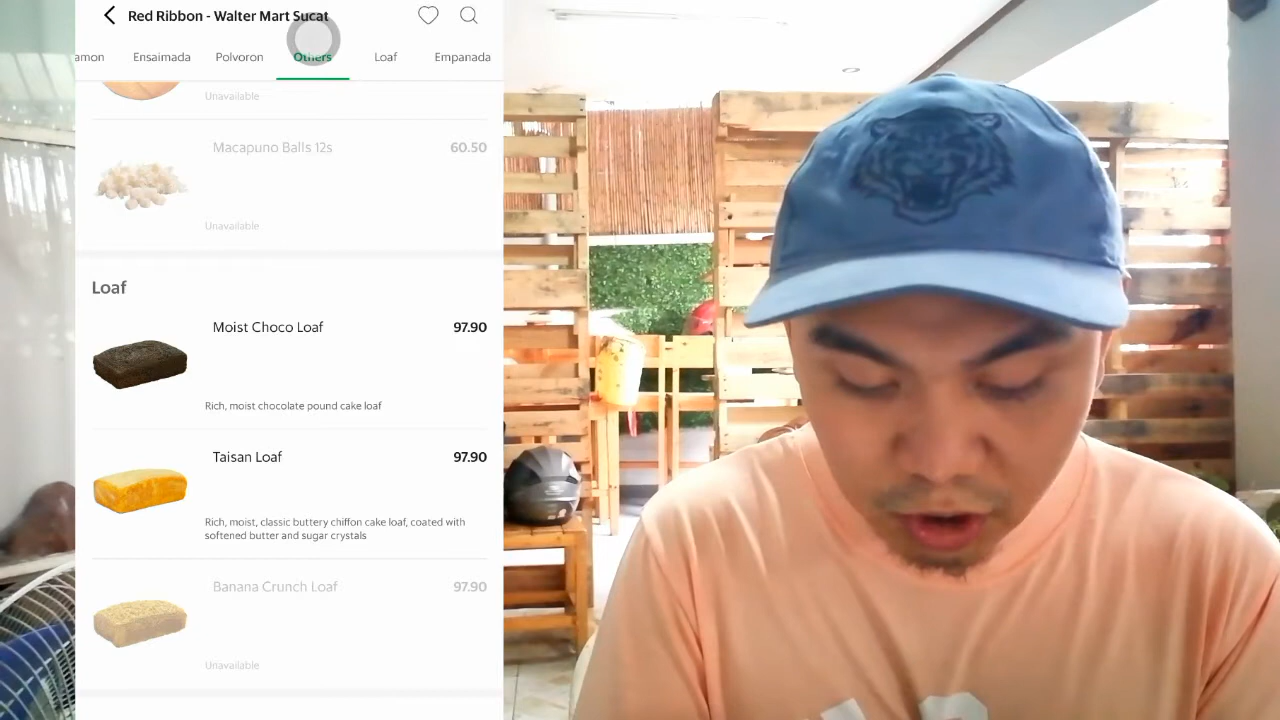 Red Ribbon - Walter Mart Sucat
amon Ensaimada Polvoron Others Loaf Empanada
Unavailable
Macapuno Balls 12s 60.50
Unavailable
Loaf
Moist Choco Loaf 97.90
Rich, moist chocolate pound cake loaf
Taisan Loaf 97.90
Rich, moist, classic buttery chiffon cake loaf, coated with
softened butter and sugar crystals
Banana Crunch Loaf 97.90
Unavailable